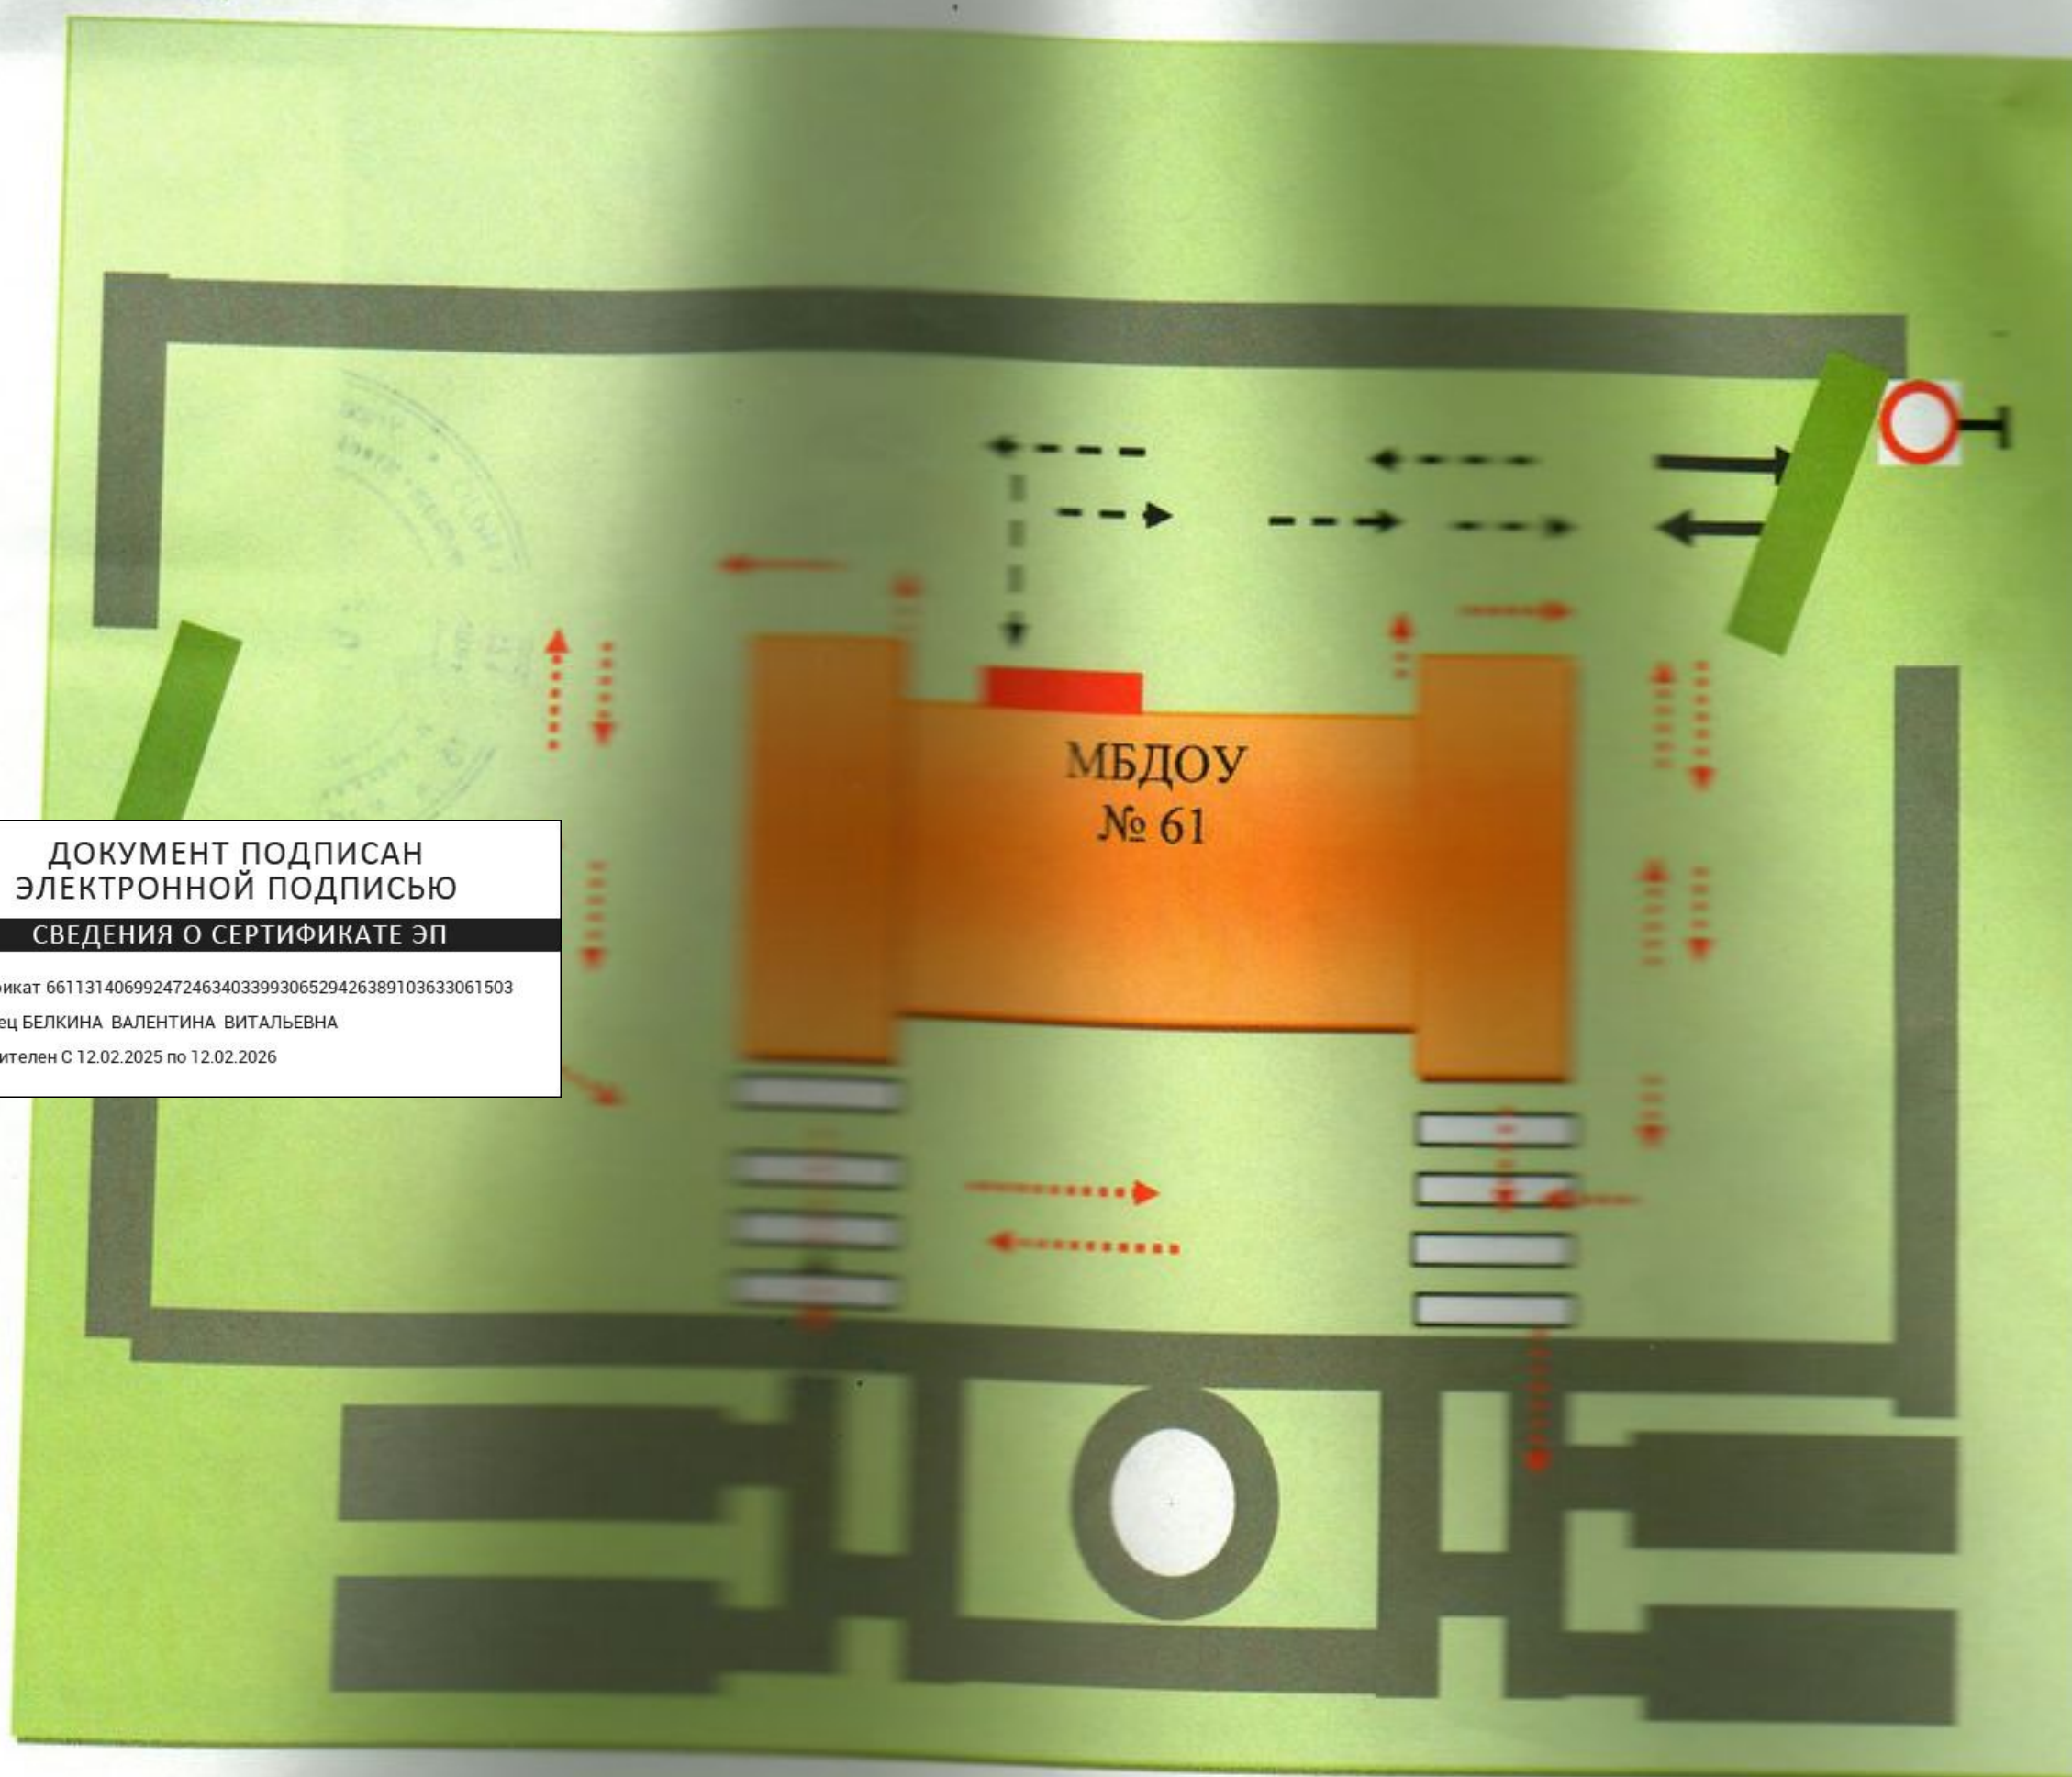 МБДОУ
№ 61
ДОКУМЕНТ ПОДПИСАН
ЭЛЕКТРОННОЙ ПОДПИСЬЮ
СВЕДЕНИЯ О СЕРТИФИКАТЕ ЭП
икат 661131406992472463403399306529426389103633061503
ец БЕЛКИНА ВАЛЕНТИНА ВИТАЛЬЕВНА
ителен С 12.02.2025 по 12.02.2026